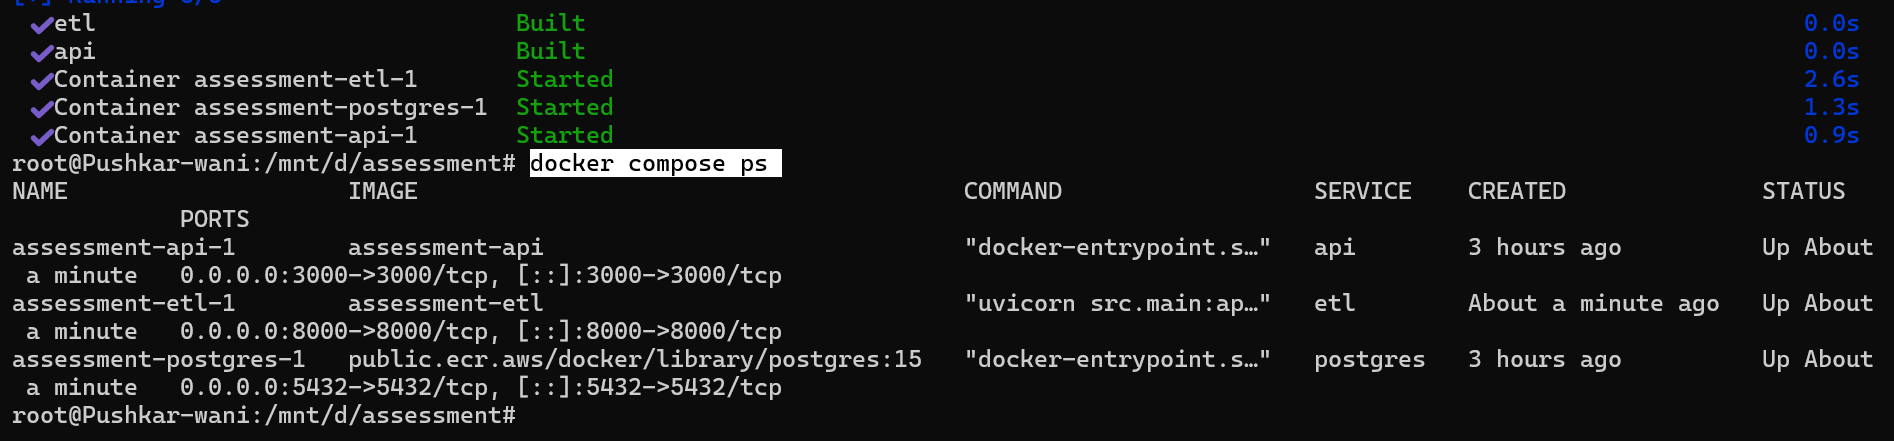 [+] Running 5/5
✔etl Built 0.0s
✔api Built 0.0s
✔Container assessment-etl-1 Started 2.6s
✔Container assessment-postgres-1 Started 1.3s
✔Container assessment-api-1 Started 0.9s
root@Pushkar-wani:/mnt/d/assessment# docker compose ps
NAME IMAGE COMMAND SERVICE CREATED STATUS
PORTS
assessment-api-1 assessment-api "docker-entrypoint.s…" api 3 hours ago Up About
a minute 0.0.0.0:3000->3000/tcp, [::]:3000->3000/tcp
assessment-etl-1 assessment-etl "uvicorn src.main:ap…" etl About a minute ago Up About
a minute 0.0.0.0:8000->8000/tcp, [::]:8000->8000/tcp
assessment-postgres-1 public.ecr.aws/docker/library/postgres:15 "docker-entrypoint.s…" postgres 3 hours ago Up About
a minute 0.0.0.0:5432->5432/tcp, [::]:5432->5432/tcp
root@Pushkar-wani:/mnt/d/assessment#